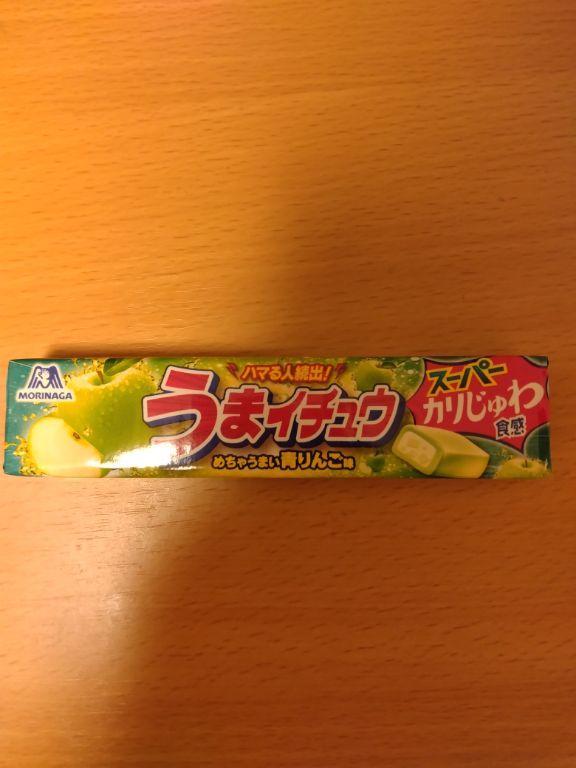 MORINAGA
ハマる人続出!
うまイチュウ
めちゃうまい青りんご味
スーパー
カリじゅわ
食感